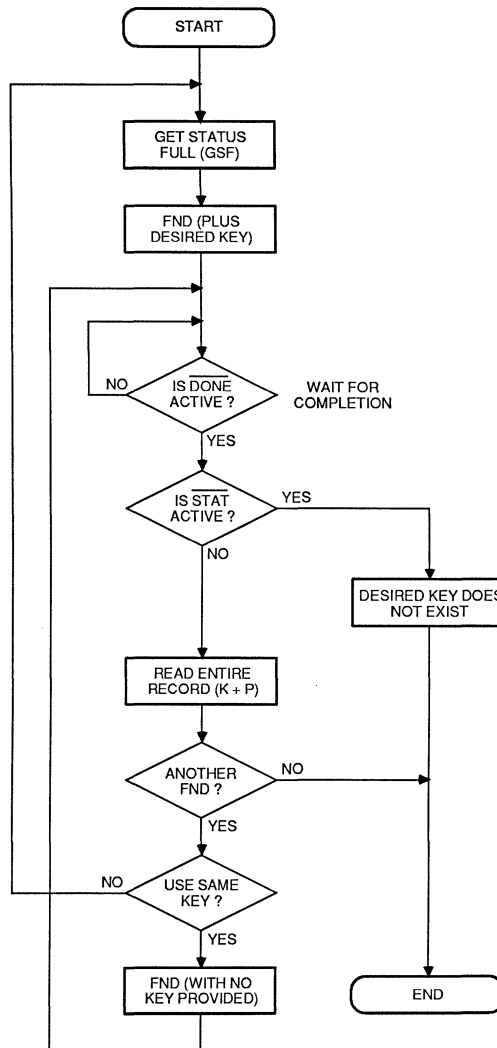 START
GET STATUS
FULL (GSF)
FND (PLUS
DESIRED KEY)
NO
IS DONE
ACTIVE ?
WAIT FOR
COMPLETION
YES
IS STAT
ACTIVE ?
YES
NO
DESIRED KEY DOES
NOT EXIST
READ ENTIRE
RECORD (K + P)
ANOTHER
FND ?
NO
YES
NO
USE SAME
KEY ?
YES
FND (WITH NO
KEY PROVIDED)
END